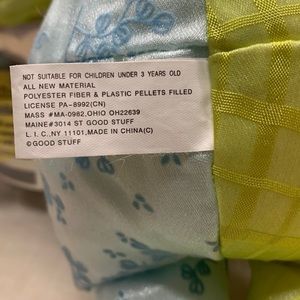 NOT SUITABLE FOR CHILDREN UNDER 3 YEARS OLD
ALL NEW MATERIAL
POLYESTER FIBER & PLASTIC PELLETS FILLED
LICENSE PA-8992(CN)
MASS #MA-0982, OHIO OH22639
MAINE#3014 ST GOOD STUFF
L. I. C., NY 11101, MADE IN CHINA(C)
©GOOD STUFF